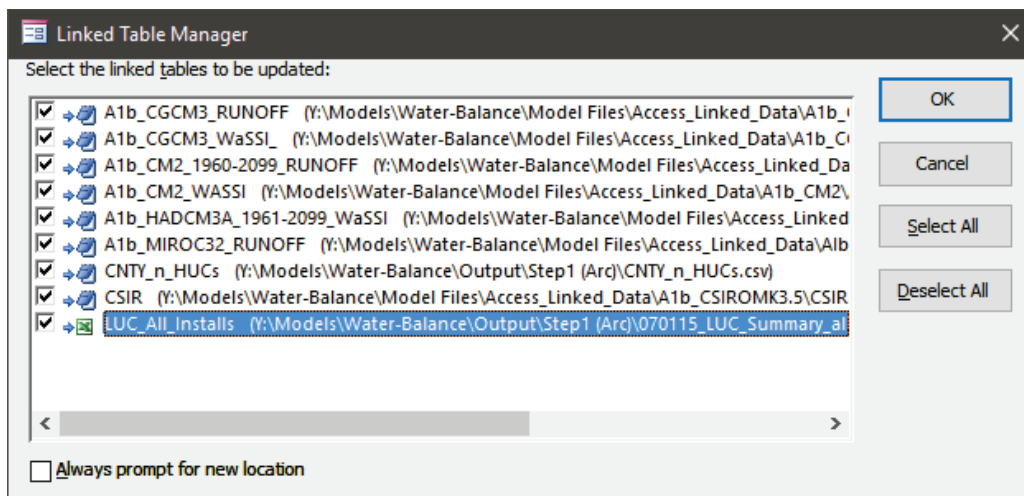 Linked Table Manager
Select the linked tables to be updated:
A1b_CGCM3_RUNOFF (Y:\Models\Water-Balance\Model Files\Access_Linked_Data\A1b_
A1b_CGCM3_WaSSI_ (Y:\Models\Water-Balance\Model Files\Access_Linked_Data\A1b_C
A1b_CM2_1960-2099_RUNOFF (Y:\Models\Water-Balance\Model Files\Access_Linked_Da
A1b_CM2_WASSI (Y:\Models\Water-Balance\Model Files\Access_Linked_Data\A1b_CM2\
A1b_HADCM3A_1961-2099_WaSSI (Y:\Models\Water-Balance\Model Files\Access_Linked
A1b_MIROC32_RUNOFF (Y:\Models\Water-Balance\Model Files\Access_Linked_Data\Alb
CNTY_n_HUCs (Y:\Models\Water-Balance\Output\Step1 (Arc)\CNTY_n_HUCs.csv)
CSIR (Y:\Models\Water-Balance\Model Files\Access_Linked_Data\A1b_CSIROMK3.5\CSIR
LUC_All_Installs (Y:\Models\Water-Balance\Output\Step1 (Arc)\070115_LUC_Summary_al
OK
Cancel
Select All
Deselect All
Always prompt for new location